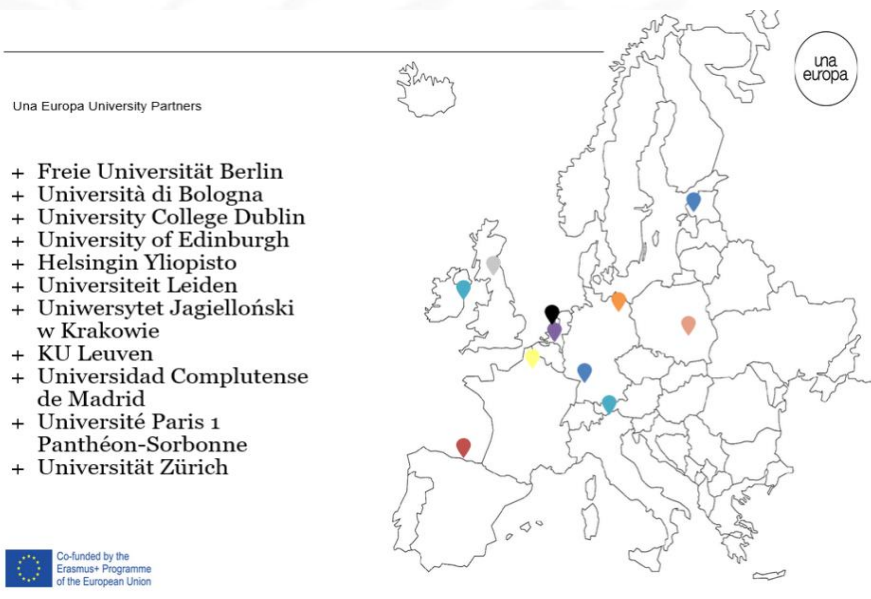 una
europa
Una Europa University Partners
+ Freie Universität Berlin
+ Università di Bologna
+ University College Dublin
+ University of Edinburgh
+ Helsingin Yliopisto
+ Universiteit Leiden
+ Uniwersytet Jagielloński
w Krakowie
+ KU Leuven
+ Universidad Complutense
de Madrid
+ Université Paris 1
Panthéon-Sorbonne
+ Universität Zürich
Co-funded by the
Erasmus+ Programme
of the European Union